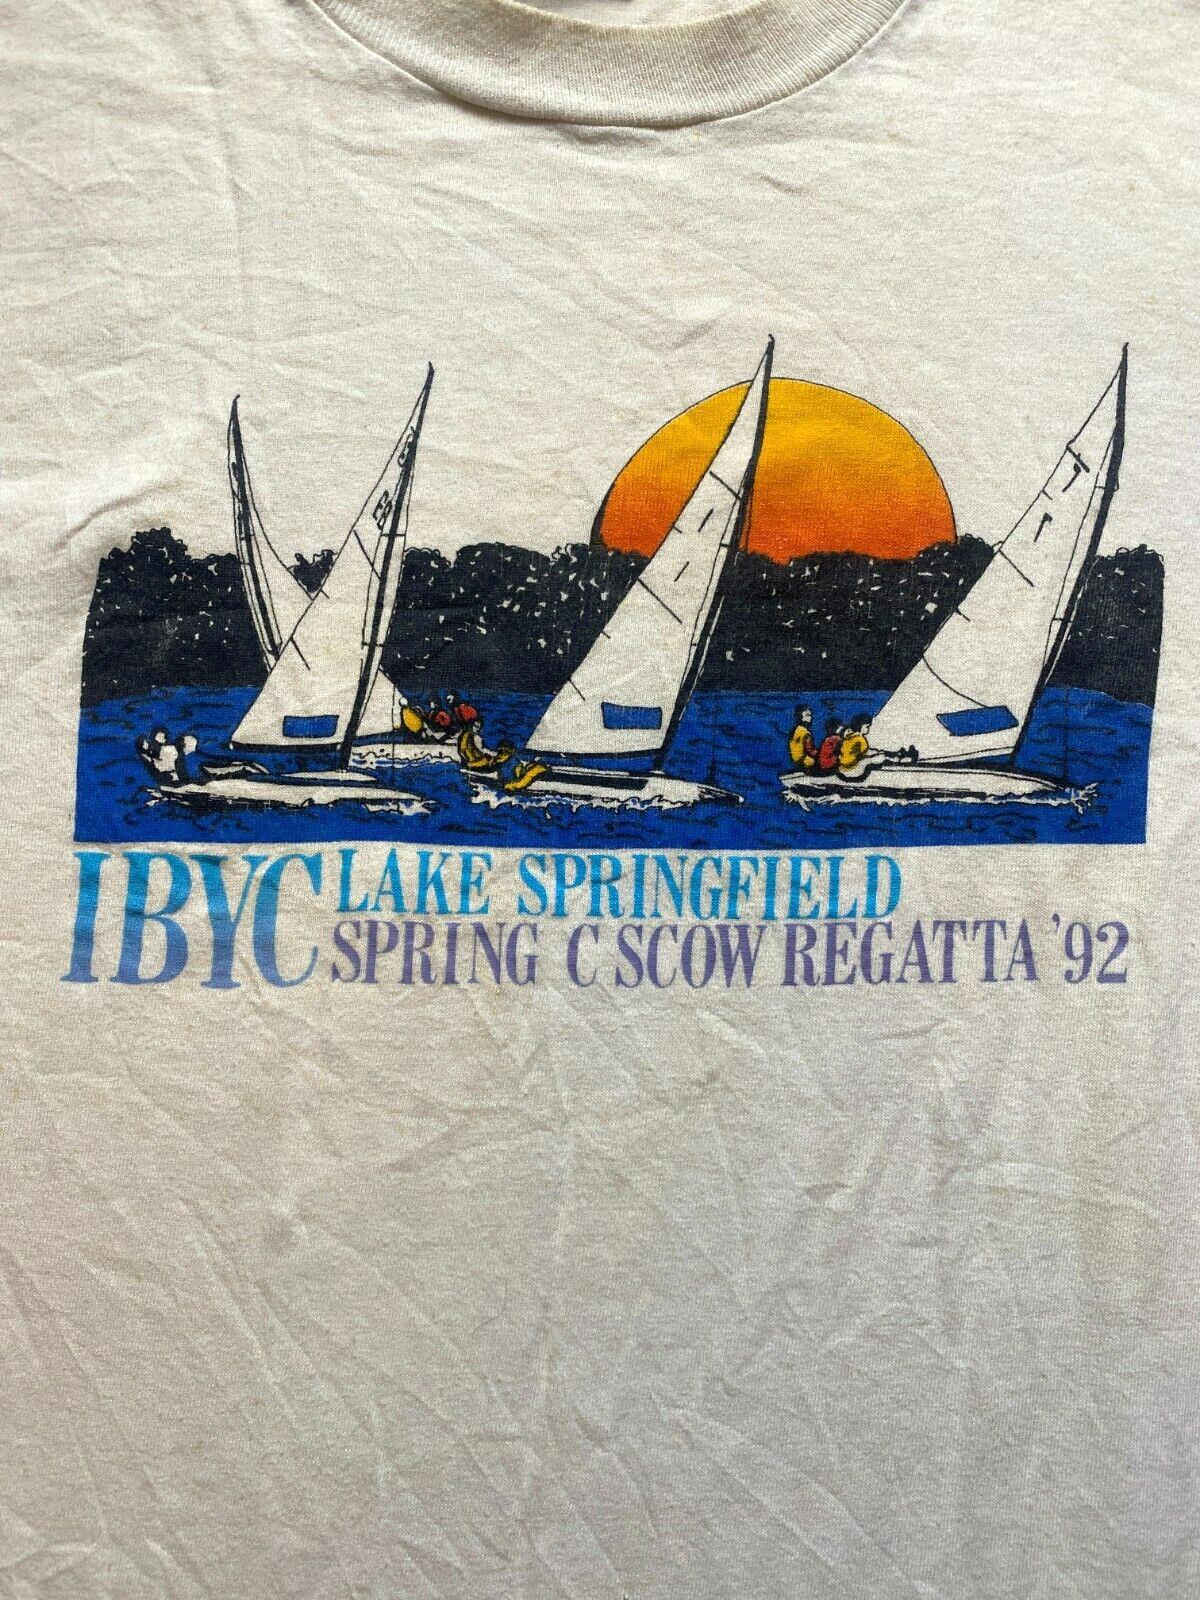 IBYC LAKE SPRINGFIELD
SPRING C SCOW REGATTA '92